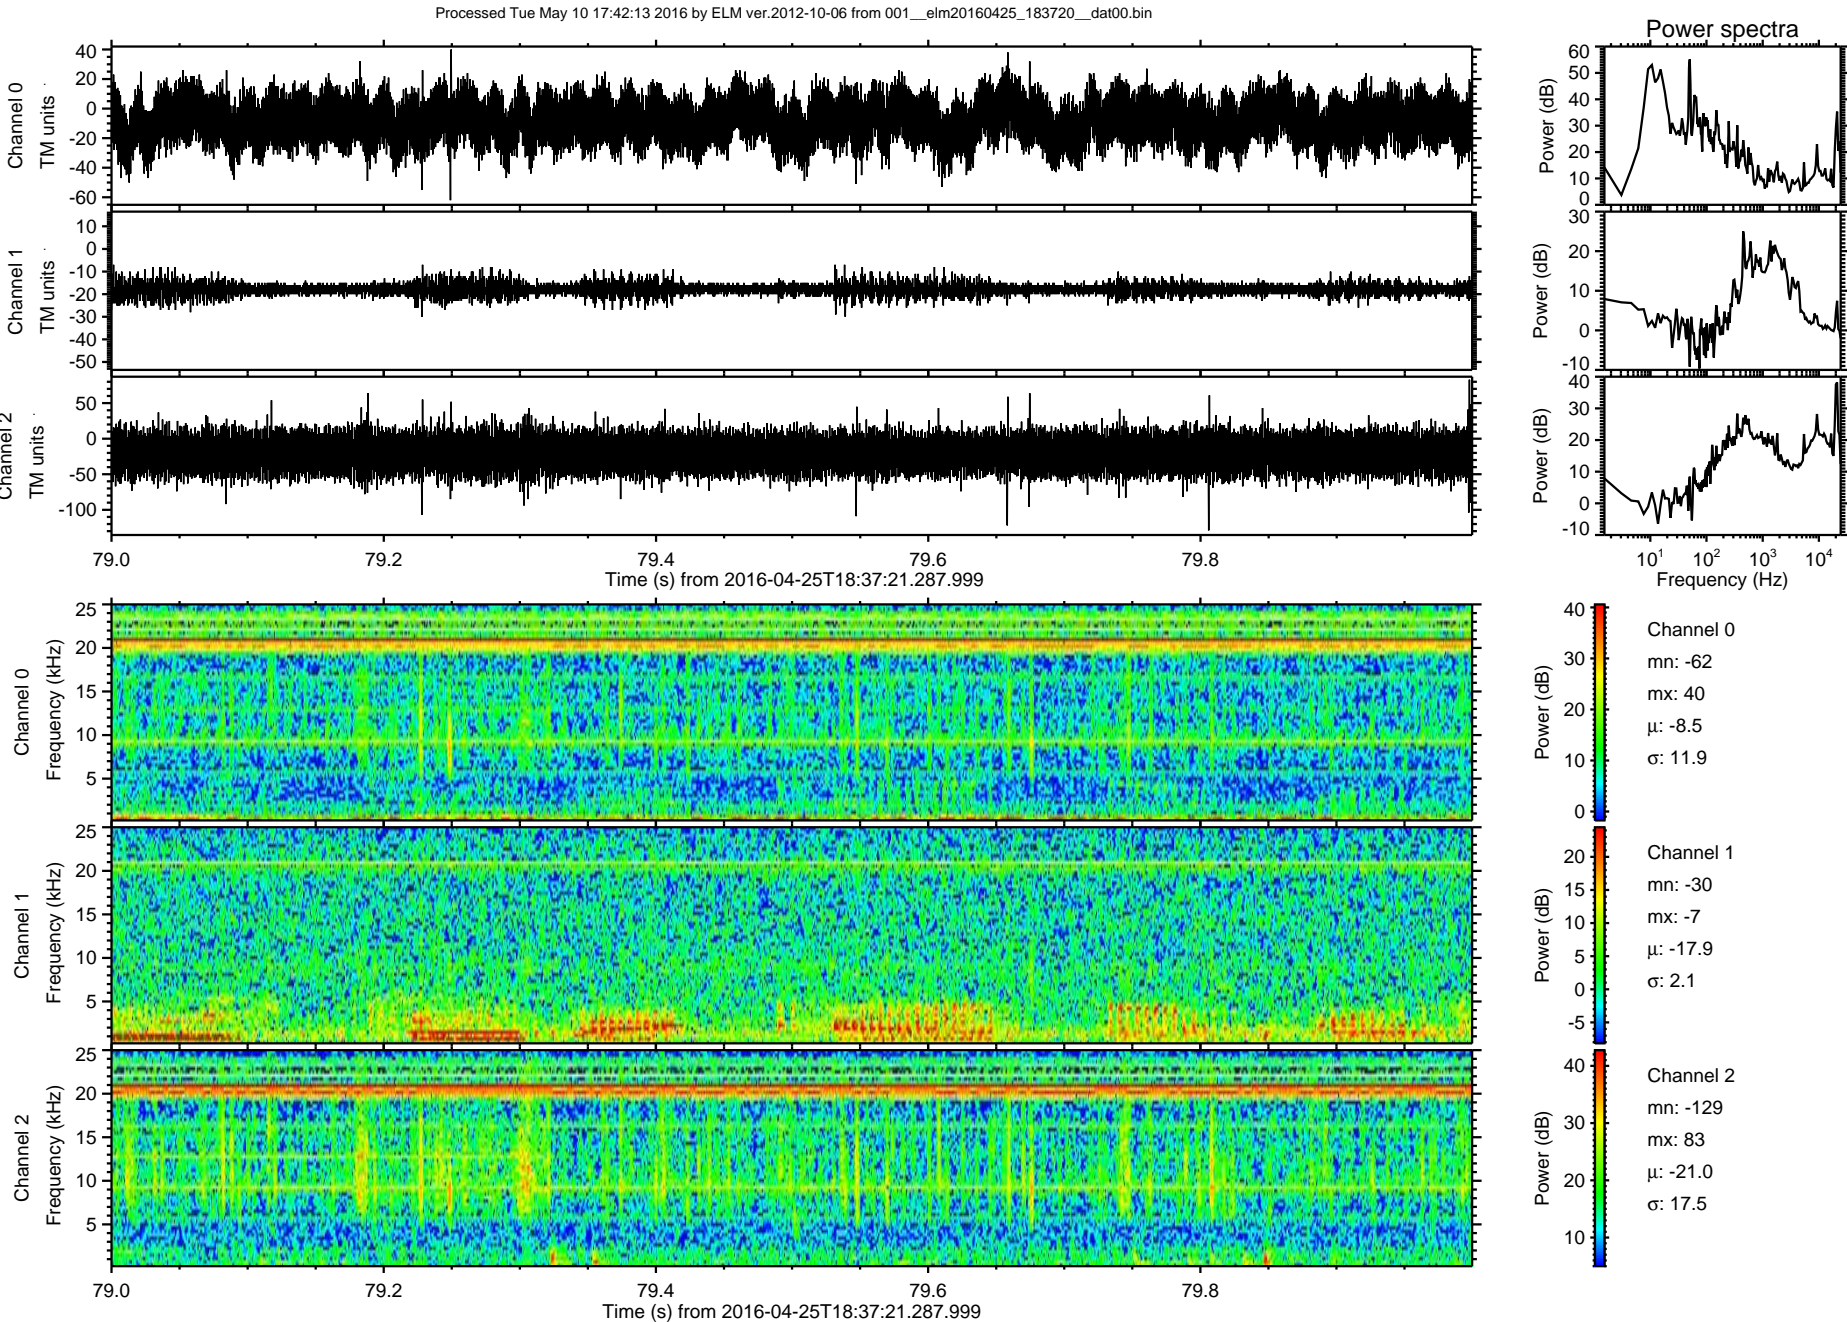 Processed Tue May 10 17:42:13 2016 by ELM ver.2012-10-06 from 001__elm20160425_183720__dat00.bin
Power spectra
Channel 0
TM units
40
20
0
-20
-40
-60
Power (dB)
60
50
40
30
20
10
0
Channel 1
TM units
10
0
-10
-20
-30
-40
-50
Power (dB)
30
20
10
0
-10
Channel 2
TM units
50
0
-50
-100
Power (dB)
40
30
20
10
0
-10
79.0 79.2 79.4 79.6 79.8
Time (s) from 2016-04-25T18:37:21.287.999
10¹ 10² 10³ 10⁴
Frequency (Hz)
Channel 0
Frequency (kHz)
25
20
15
10
5
Power (dB)
40
30
20
10
0
Channel 0
mn: -62
mx: 40
μ: -8.5
σ: 11.9
Channel 1
Frequency (kHz)
25
20
15
10
5
Power (dB)
20
15
10
5
0
-5
Channel 1
mn: -30
mx: -7
μ: -17.9
σ: 2.1
Channel 2
Frequency (kHz)
25
20
15
10
5
Power (dB)
40
30
20
10
Channel 2
mn: -129
mx: 83
μ: -21.0
σ: 17.5
79.0 79.2 79.4 79.6 79.8
Time (s) from 2016-04-25T18:37:21.287.999